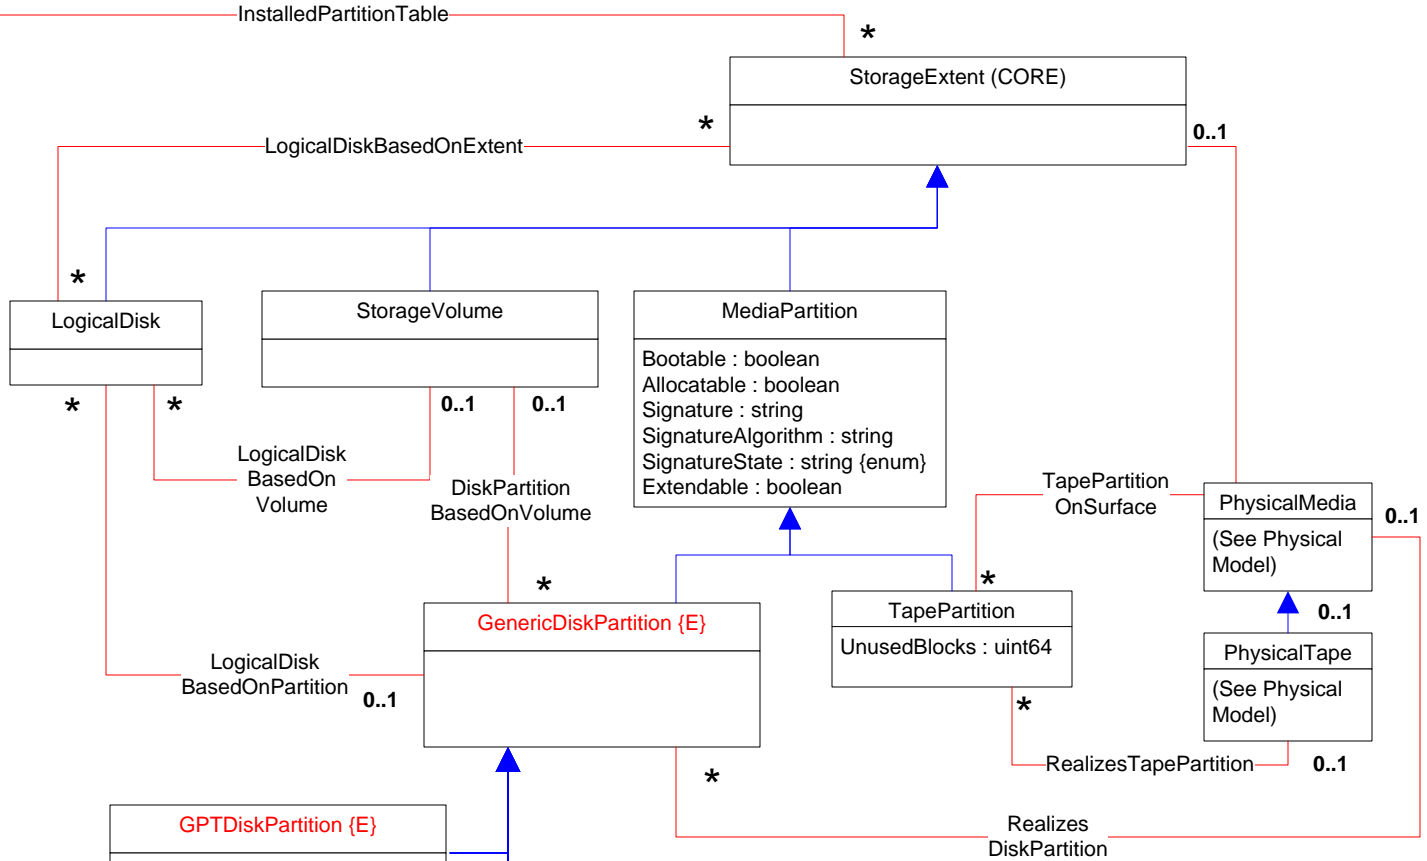 InstalledPartitionTable
*
StorageExtent (CORE)
*
0..1
LogicalDiskBasedOnExtent
*
LogicalDisk
StorageVolume
MediaPartition
Bootable : boolean
Allocatable : boolean
Signature : string
SignatureAlgorithm : string
SignatureState : string {enum}
Extendable : boolean
*
*
0..1
0..1
LogicalDisk
BasedOn
Volume
DiskPartition
BasedOnVolume
TapePartition
OnSurface
PhysicalMedia
(See Physical
Model)
0..1
*
*
GenericDiskPartition {E}
TapePartition
UnusedBlocks : uint64
0..1
PhysicalTape
(See Physical
Model)
LogicalDisk
BasedOnPartition
0..1
*
RealizesTapePartition
0..1
*
GPTDiskPartition {E}
Realizes
DiskPartition